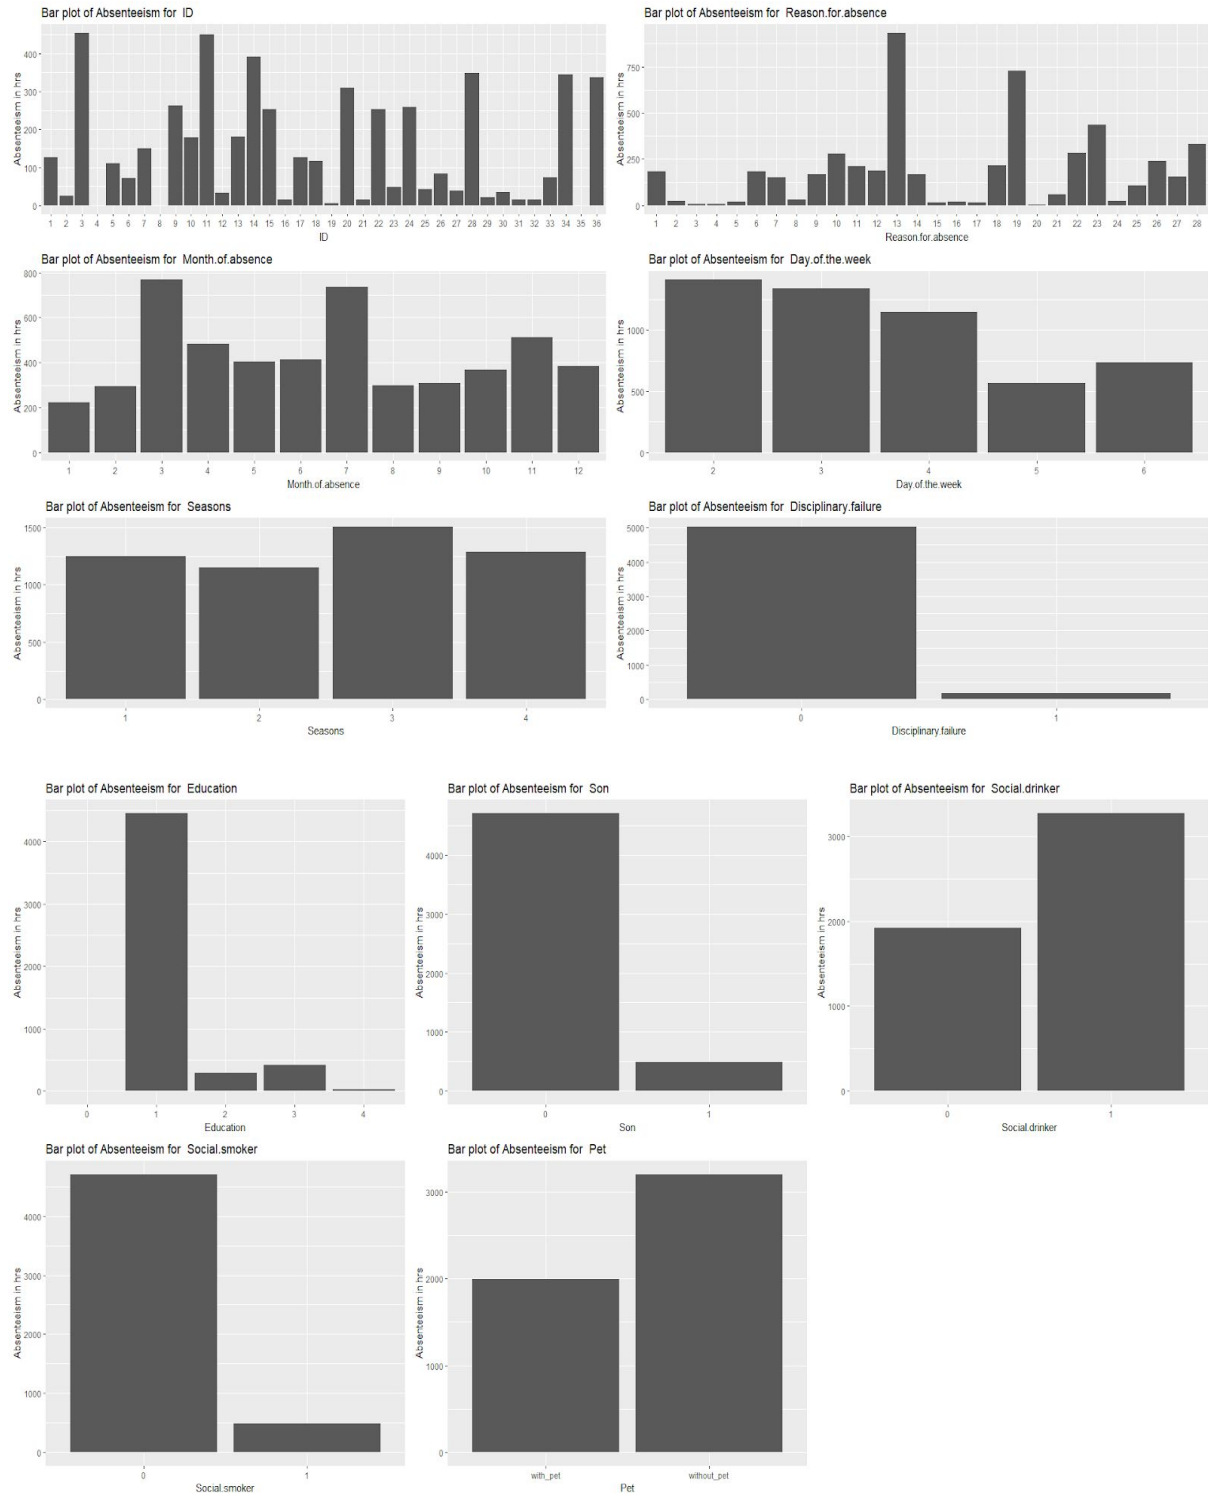 Bar plot of Absenteeism for  ID
Absenteeism in hrs
400
300
200
100
0
1 2 3 4 5 6 7 8 9 10 11 12 13 14 15 16 17 18 19 20 21 22 23 24 25 26 27 28 29 30 31 32 33 34 35 36
ID
Bar plot of Absenteeism for  Reason.for.absence
Absenteeism in hrs
750
500
250
0
1 2 3 4 5 6 7 8 9 10 11 12 13 14 15 16 17 18 19 20 21 22 23 24 25 26 27 28
Reason.for.absence
Bar plot of Absenteeism for  Month.of.absence
Absenteeism in hrs
800
600
400
200
0
1 2 3 4 5 6 7 8 9 10 11 12
Month.of.absence
Bar plot of Absenteeism for  Day.of.the.week
Absenteeism in hrs
1000
500
0
2 3 4 5 6
Day.of.the.week
Bar plot of Absenteeism for  Seasons
Absenteeism in hrs
1500
1000
500
0
1 2 3 4
Seasons
Bar plot of Absenteeism for  Disciplinary.failure
Absenteeism in hrs
5000
4000
3000
2000
1000
0
0 1
Disciplinary.failure
Bar plot of Absenteeism for  Education
Absenteeism in hrs
4000
3000
2000
1000
0
0 1 2 3 4
Education
Bar plot of Absenteeism for  Son
Absenteeism in hrs
4000
3000
2000
1000
0
0 1
Son
Bar plot of Absenteeism for  Social.drinker
Absenteeism in hrs
3000
2000
1000
0
0 1
Social.drinker
Bar plot of Absenteeism for  Social.smoker
Absenteeism in hrs
4000
3000
2000
1000
0
0 1
Social.smoker
Bar plot of Absenteeism for  Pet
Absenteeism in hrs
3000
2000
1000
0
with_pet without_pet
Pet